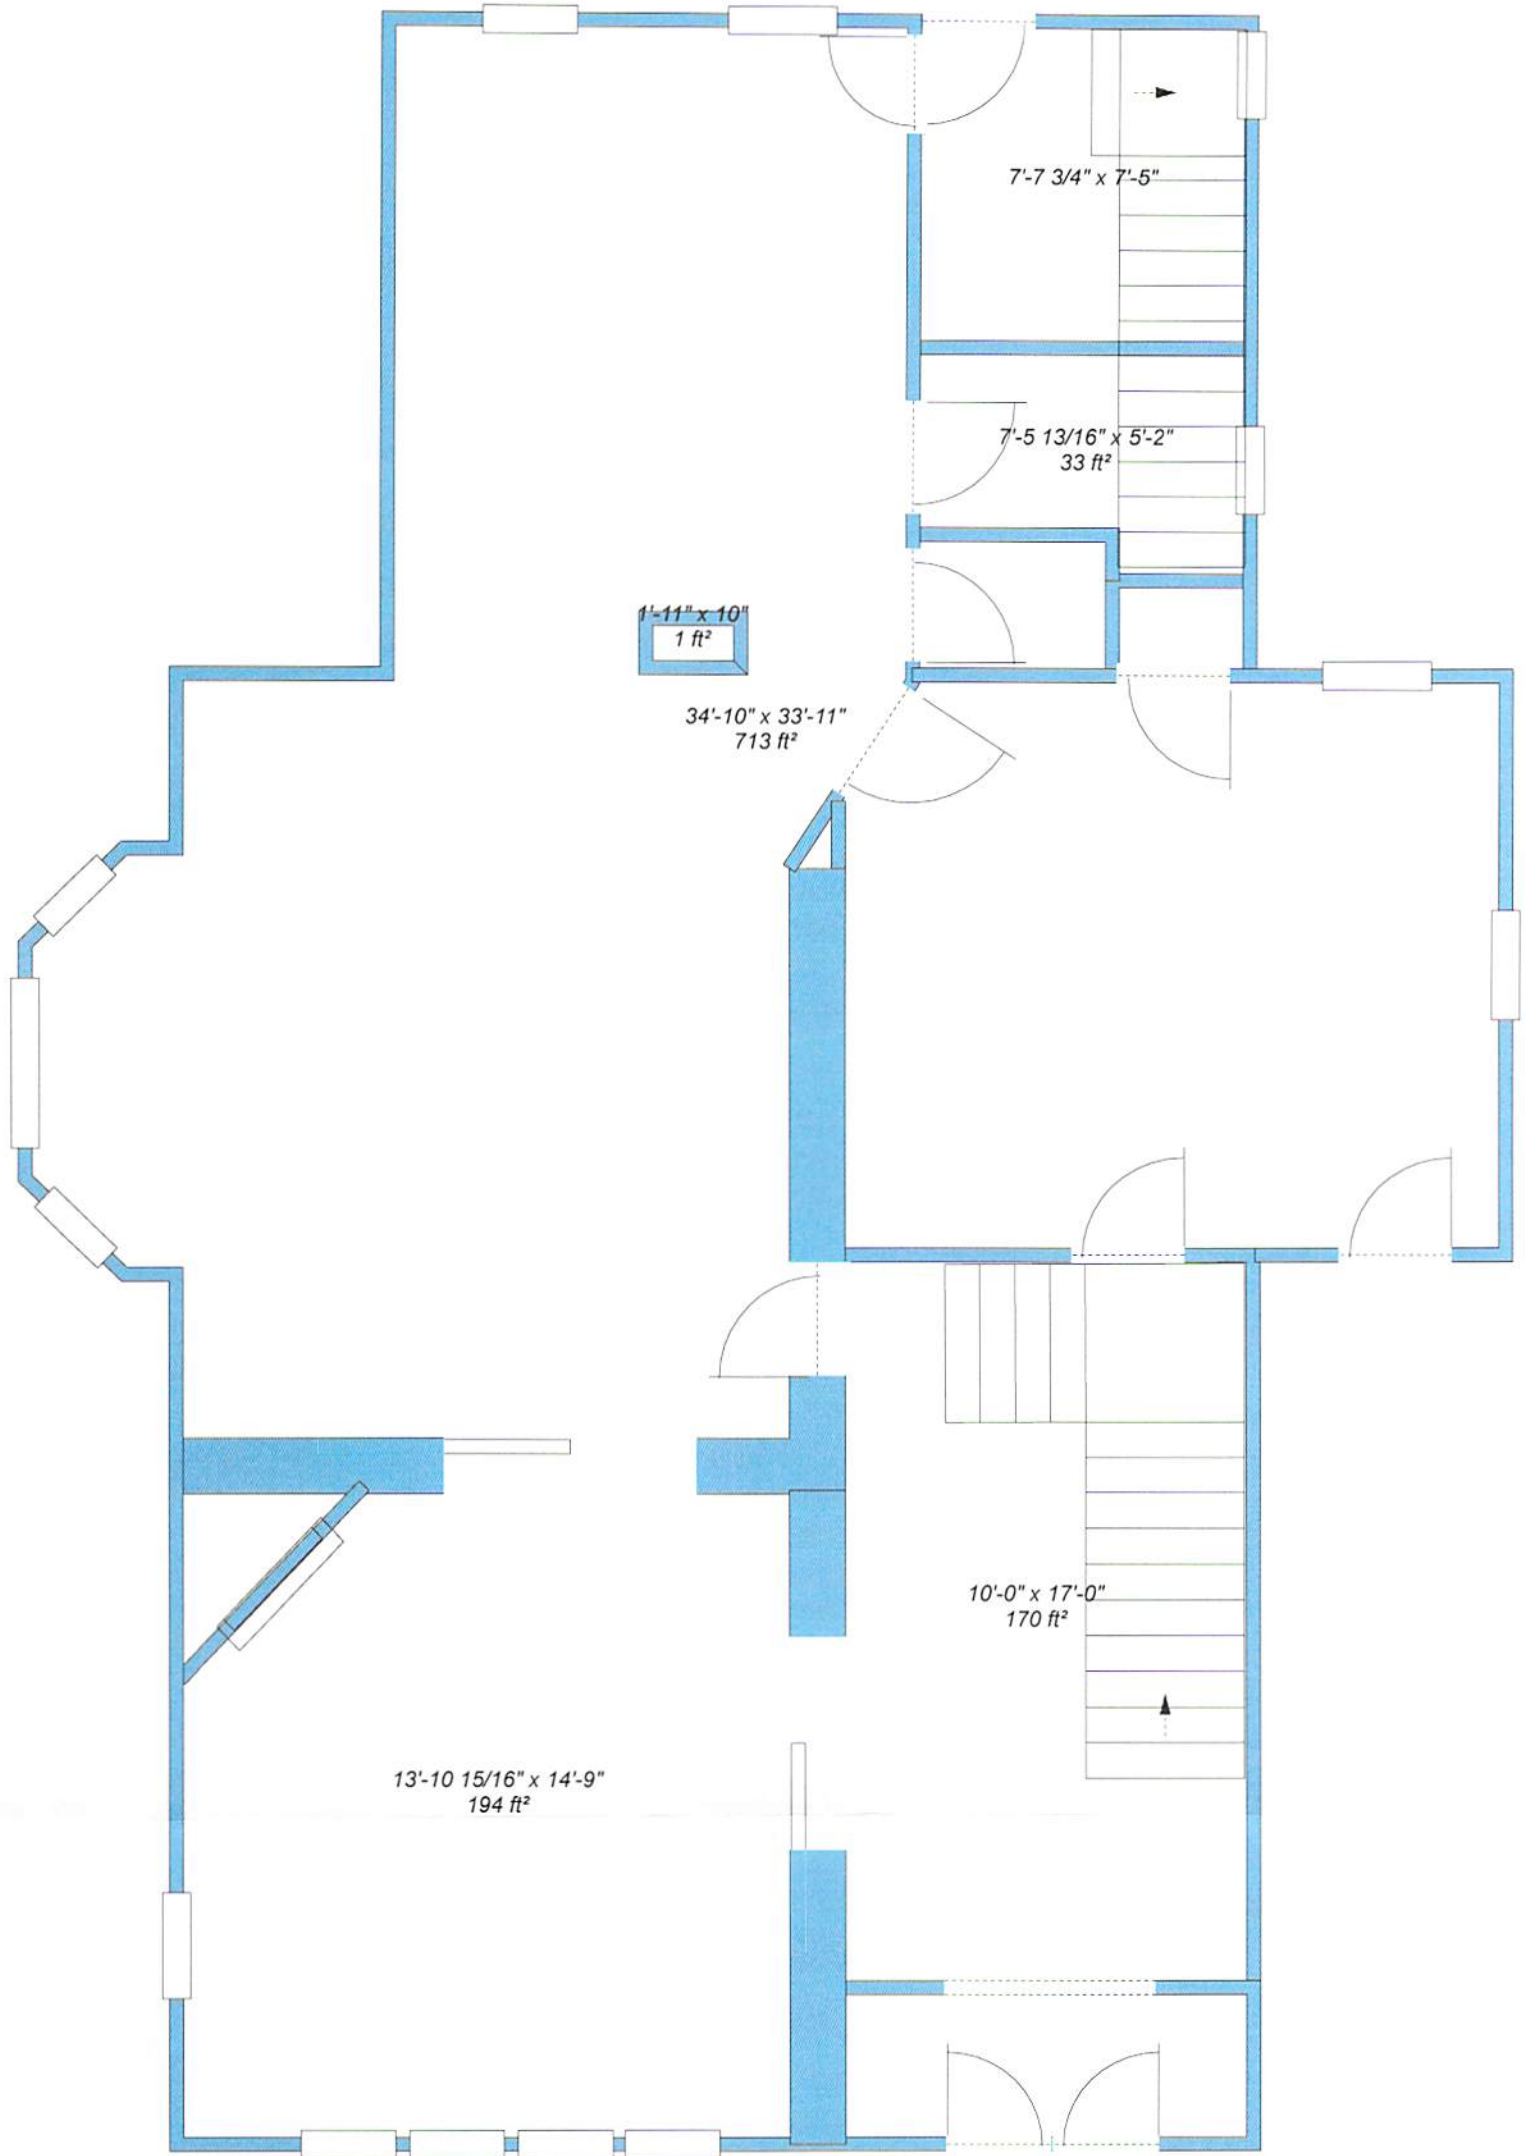 7'-7 3/4" x 7'-5"
7'-5 13/16" x 5'-2"
33 ft²
1'-11" x 10"
1 ft²
34'-10" x 33'-11"
713 ft²
10'-0" x 17'-0"
170 ft²
13'-10 15/16" x 14'-9"
194 ft²